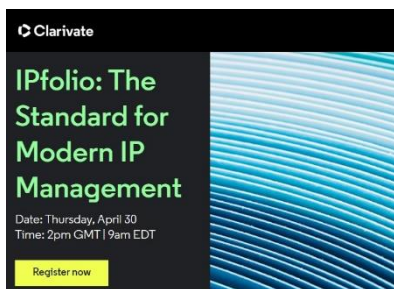 Clarivate
IPfolio: The
Standard for
Modern IP
Management
Date: Thursday, April 30
Time: 2pm GMT | 9am EDT
Register now